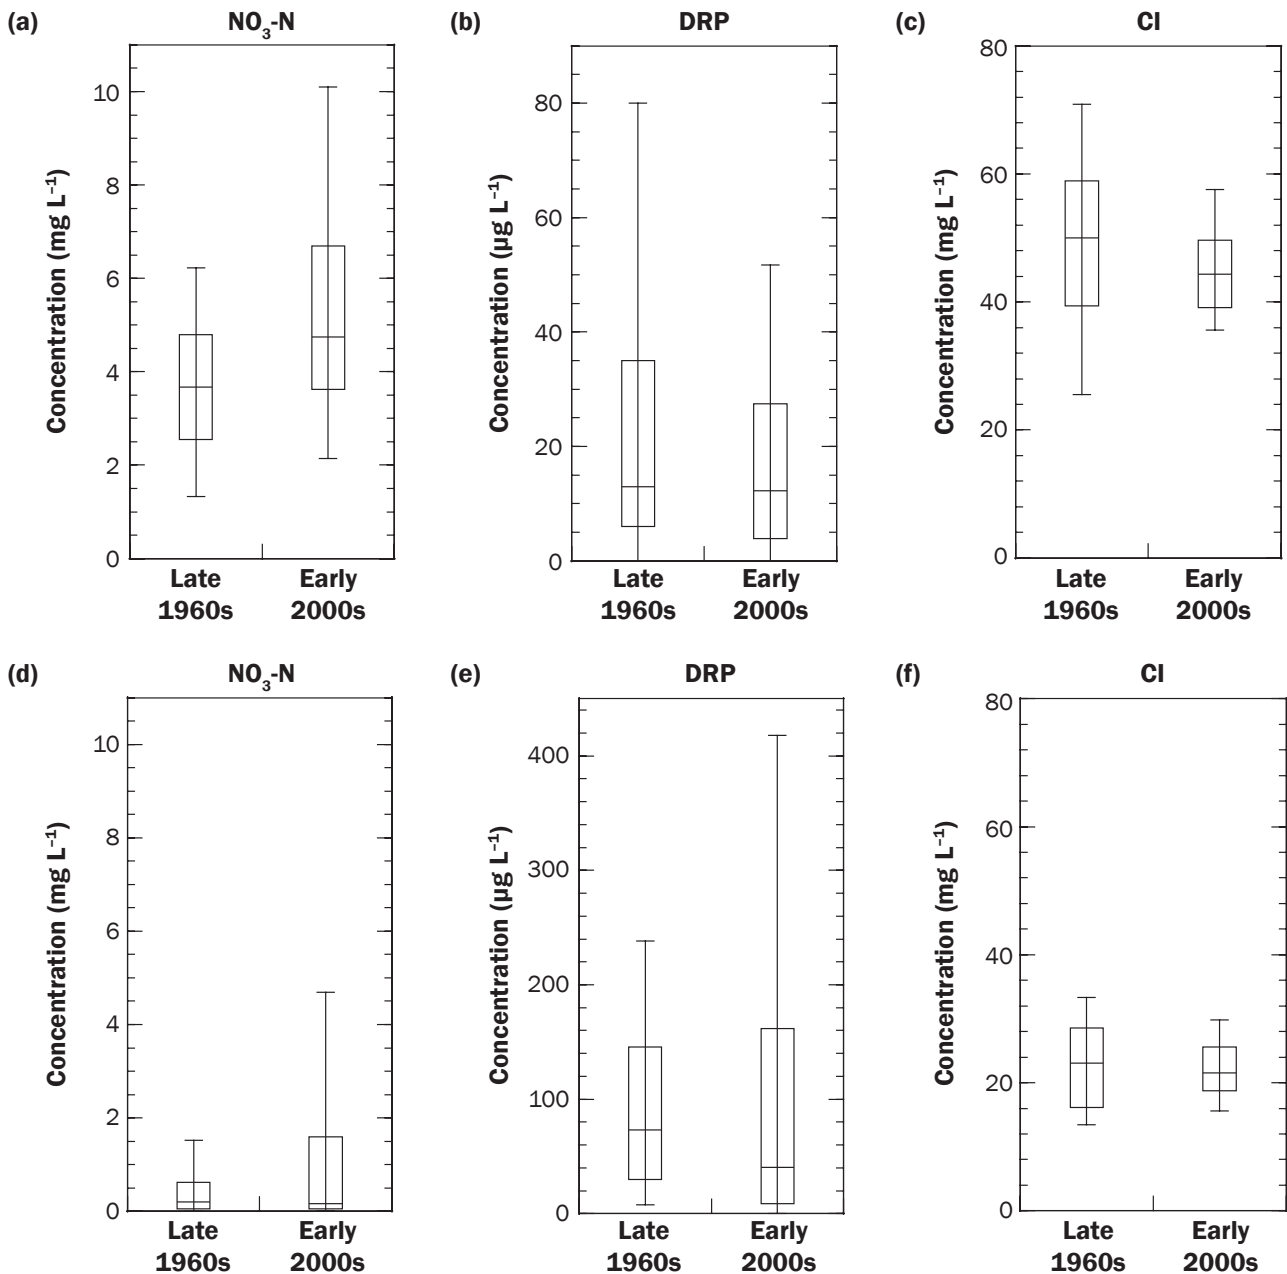 (a) NO₃-N
Concentration (mg L⁻¹)
10
8
6
4
2
0
Late 1960s
Early 2000s
(b) DRP
Concentration (µg L⁻¹)
80
60
40
20
0
Late 1960s
Early 2000s
(c) Cl
Concentration (mg L⁻¹)
80
60
40
20
0
Late 1960s
Early 2000s
(d) NO₃-N
Concentration (mg L⁻¹)
10
8
6
4
2
0
Late 1960s
Early 2000s
(e) DRP
Concentration (µg L⁻¹)
400
300
200
100
0
Late 1960s
Early 2000s
(f) Cl
Concentration (mg L⁻¹)
80
60
40
20
0
Late 1960s
Early 2000s